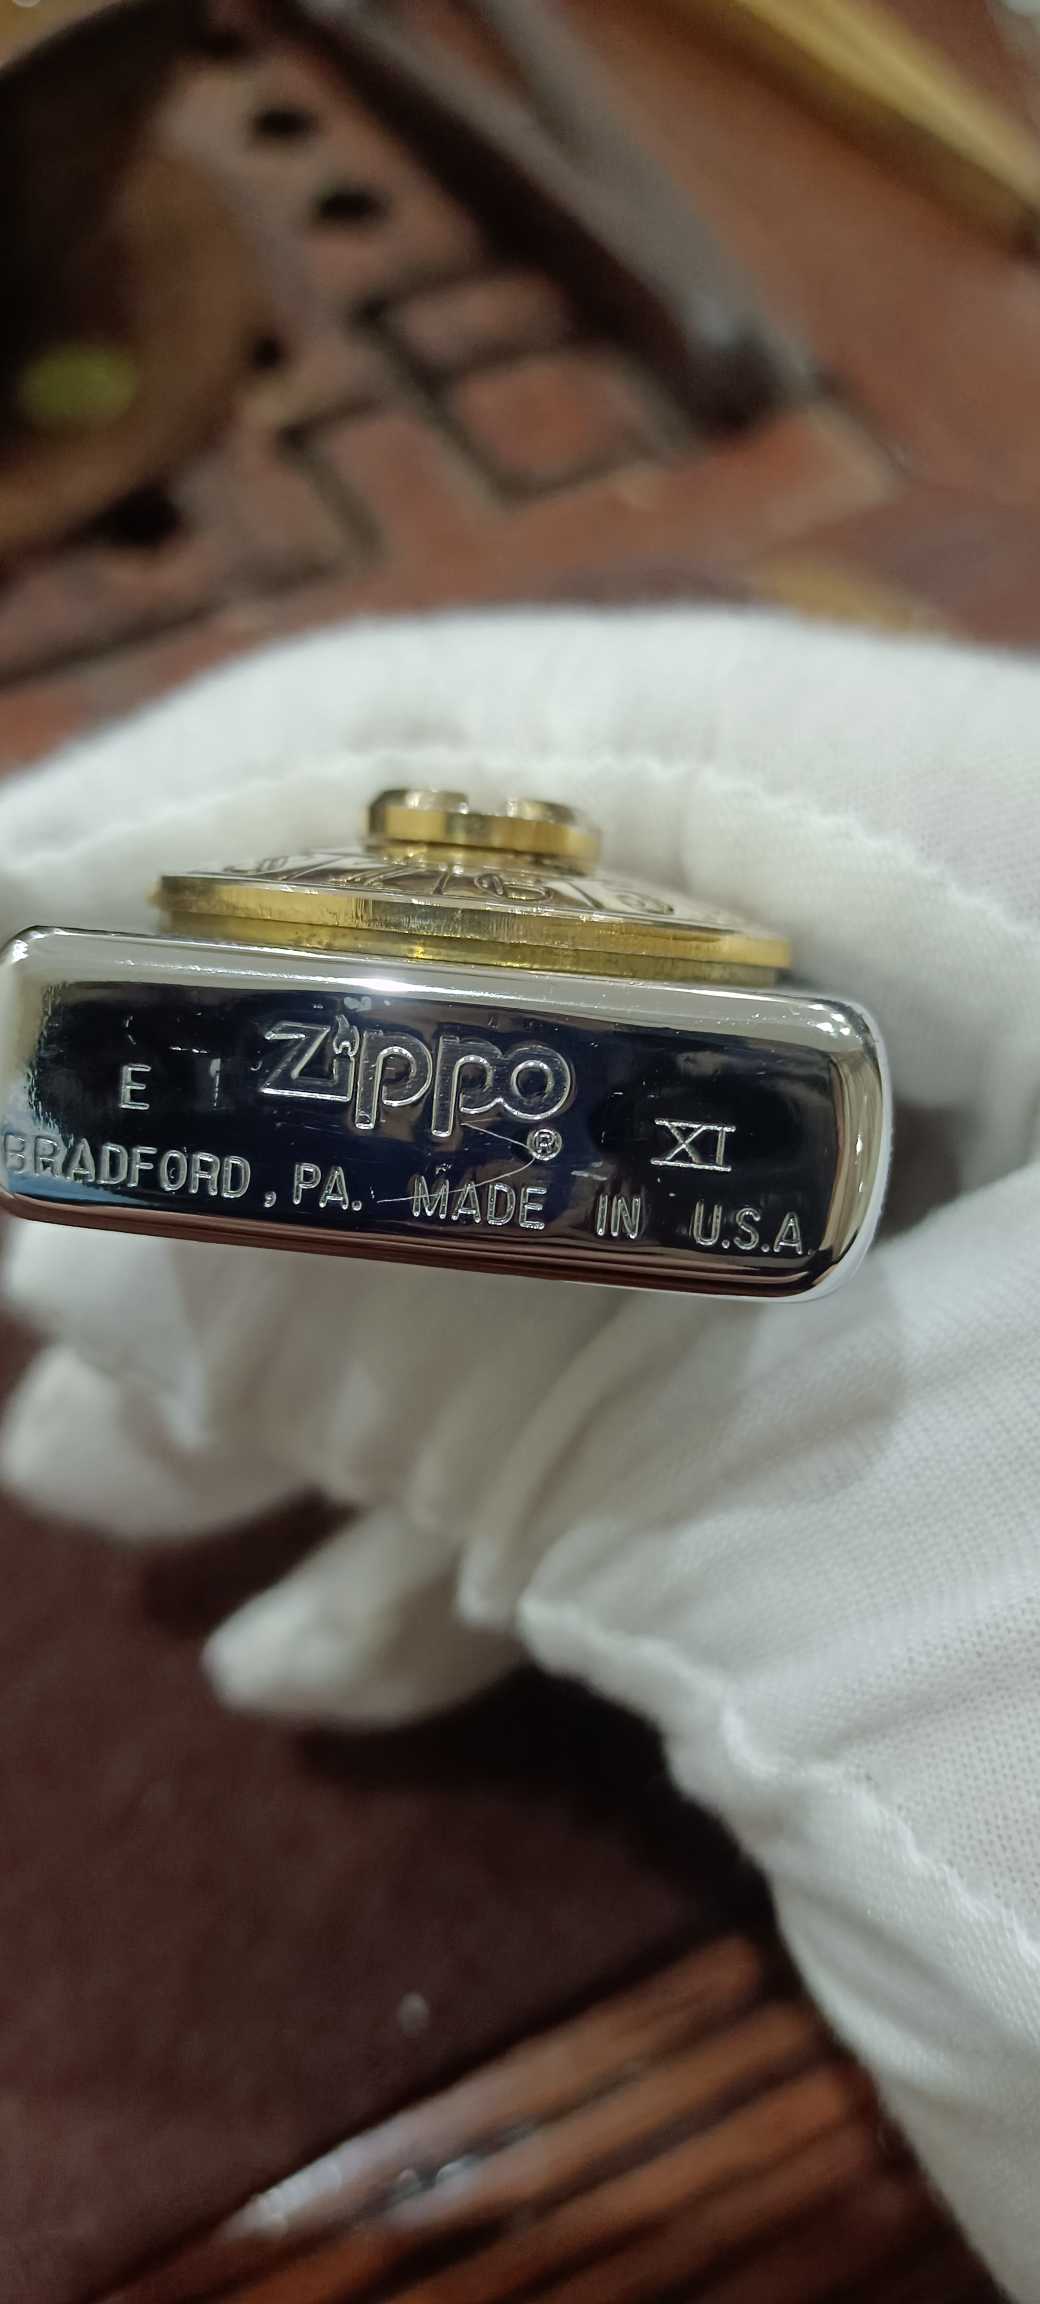 E Zippo ® XI
BRADFORD, PA. MADE IN U.S.A.